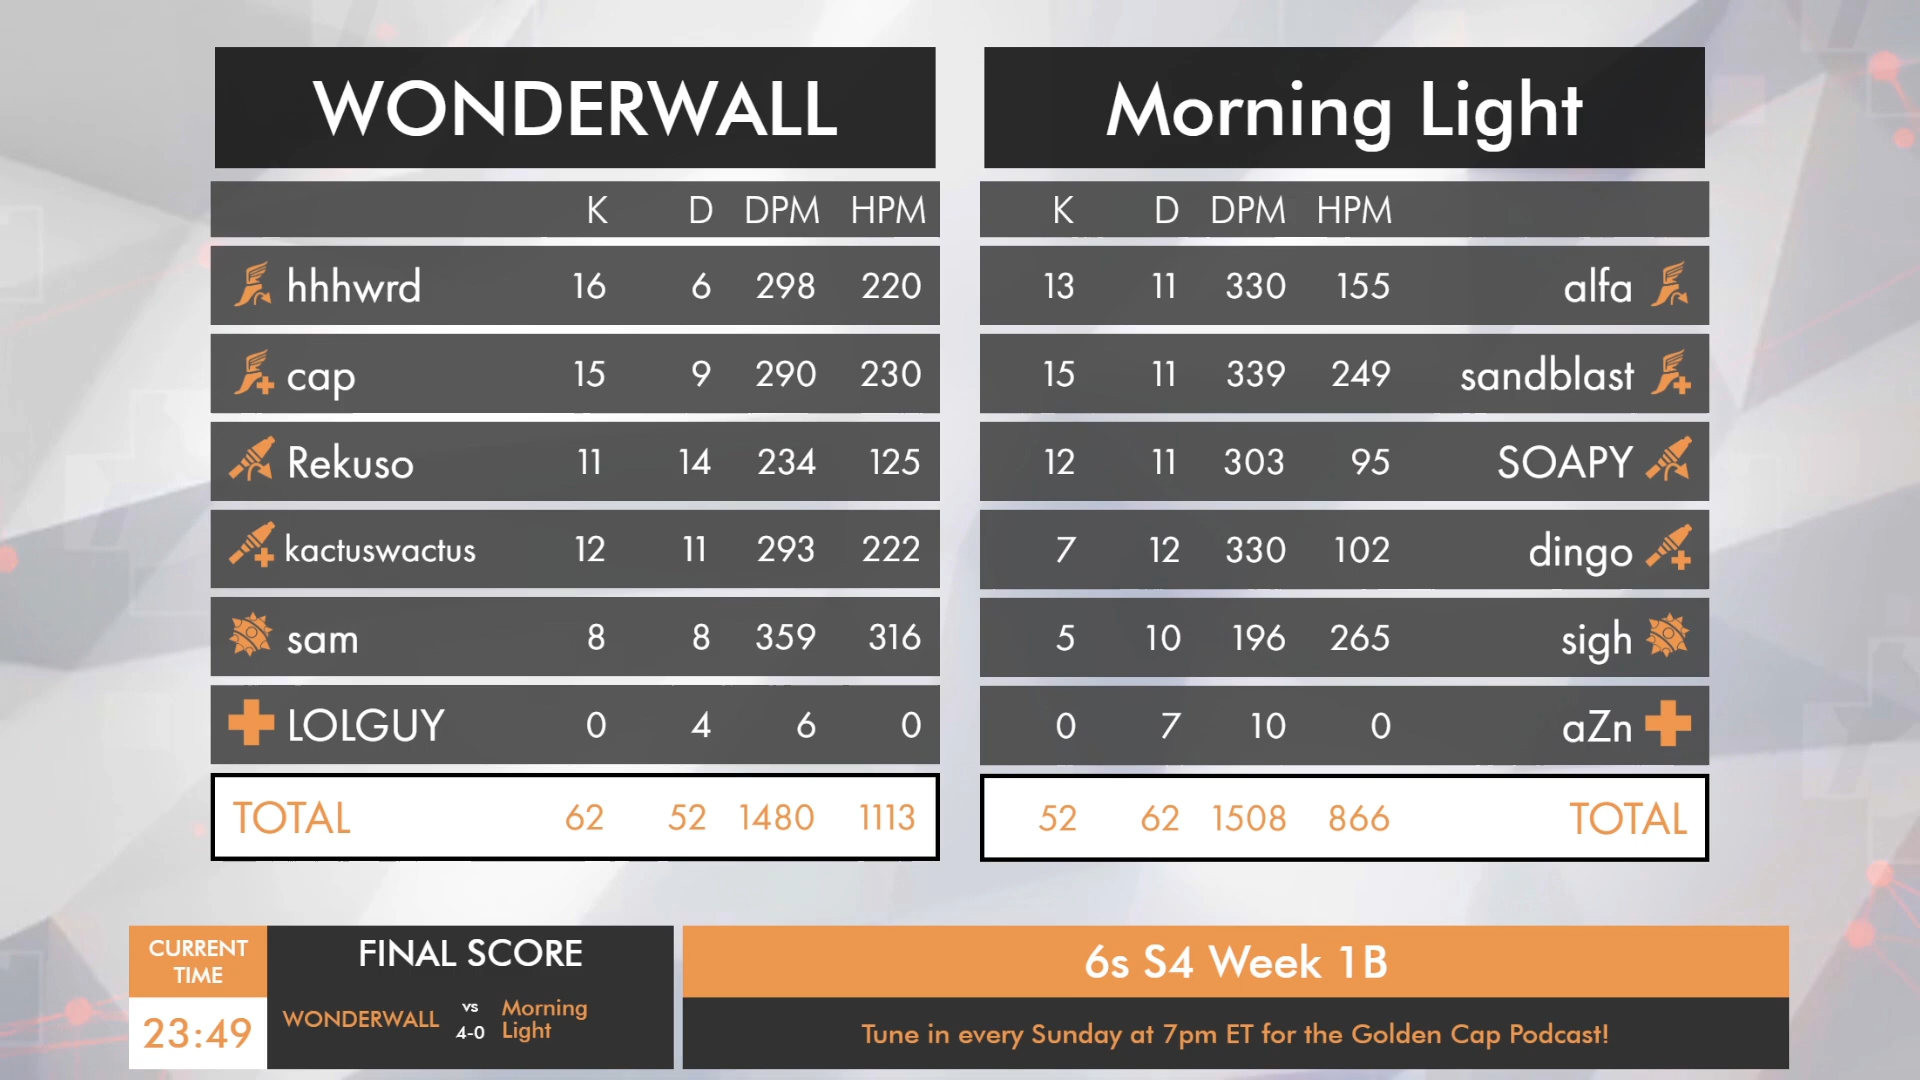 WONDERWALL
K D DPM HPM
hhhwrd 16 6 298 220
cap 15 9 290 230
Rekuso 11 14 234 125
kactuswactus 12 11 293 222
sam 8 8 359 316
LOLGUY 0 4 6 0
TOTAL 62 52 1480 1113
Morning Light
K D DPM HPM
13 11 330 155 alfa
15 11 339 249 sandblast
12 11 303 95 SOAPY
7 12 330 102 dingo
5 10 196 265 sigh
0 7 10 0 aZn
52 62 1508 866 TOTAL
CURRENT
TIME
23:49
FINAL SCORE
WONDERWALL
vs
4-0
Morning
Light
6s S4 Week 1B
Tune in every Sunday at 7pm ET for the Golden Cap Podcast!